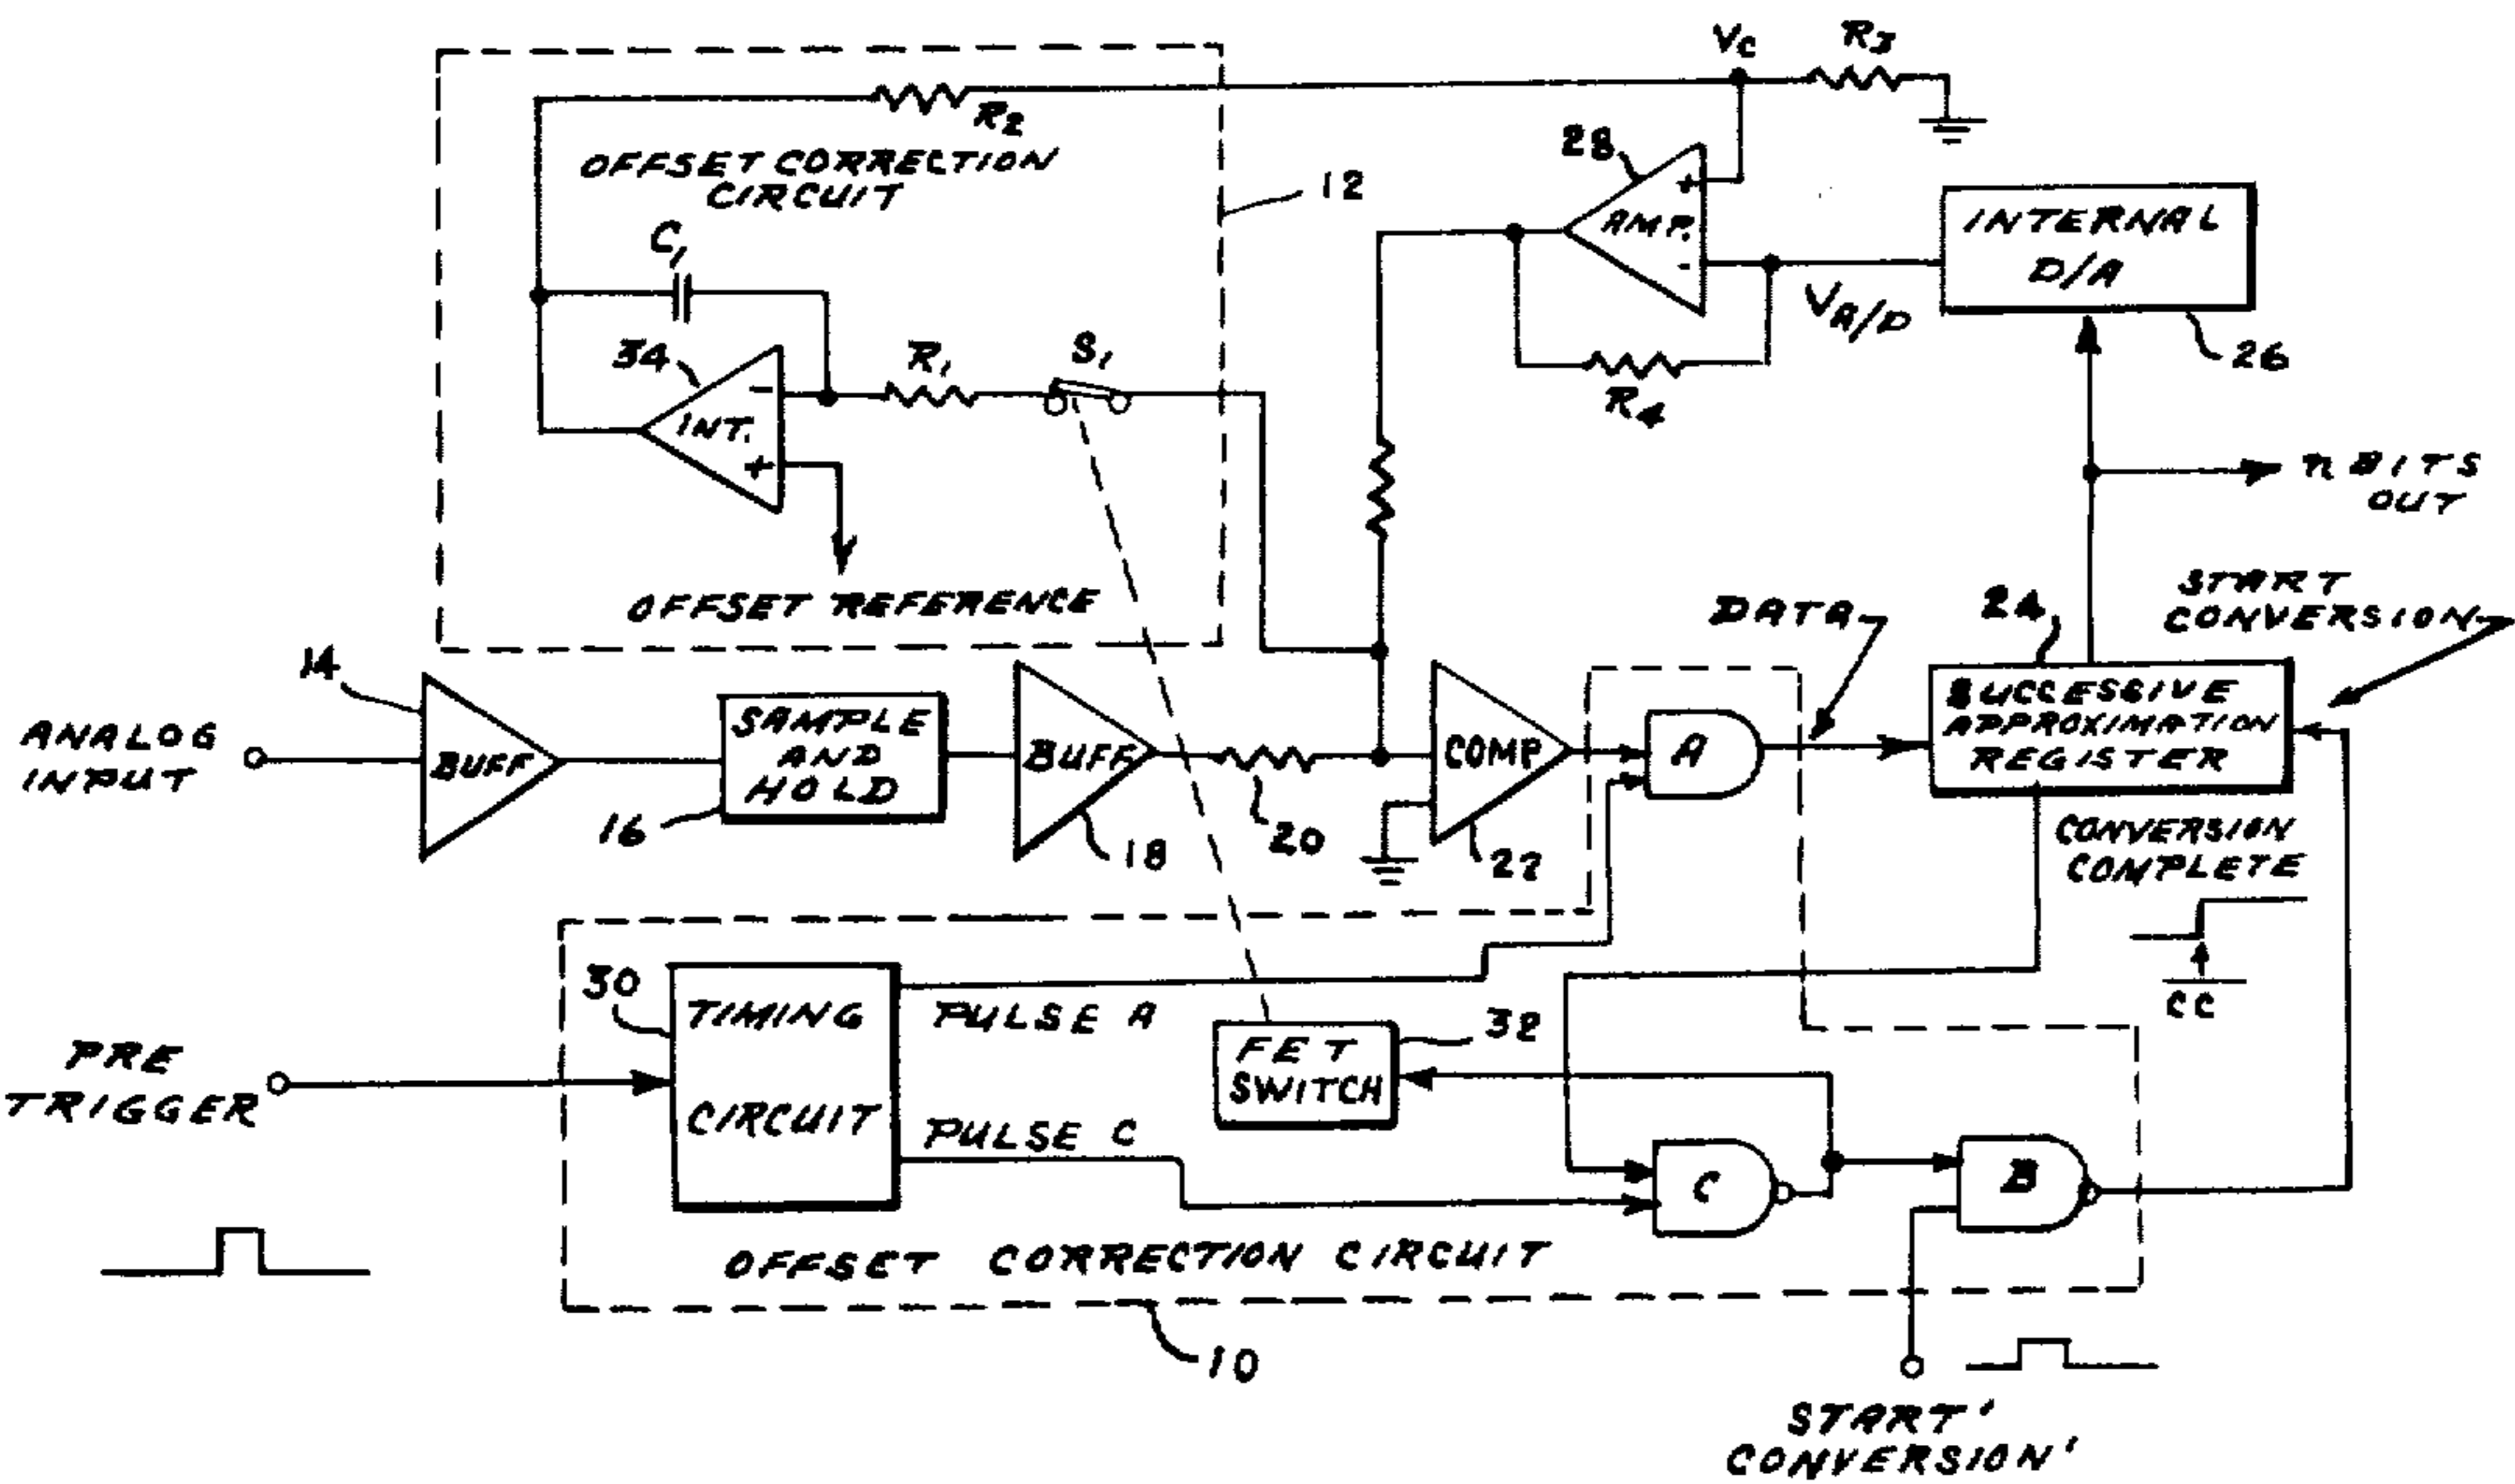 VC
R3
R2
28
OFFSET CORRECTION
CIRCUIT
12
AMP.
+
-
INTERNAL
D/A
C1
VR/P
34
R1
S1
26
R4
-
INT.
+
n BITS
OUT
OFFSET REFERENCE
DATA
24
START
CONVERSION
14
ANALOG
INPUT
BUFF
SAMPLE
AND
HOLD
16
BUFF
18
20
COMP
22
A
SUCCESSIVE
APPROXIMATION
REGISTER
CONVERSION
COMPLETE
CC
30
TIMING
CIRCUIT
PULSE A
FET
SWITCH
32
PRE
TRIGGER
PULSE C
C
B
OFFSET CORRECTION CIRCUIT
10
START'
CONVERSION'